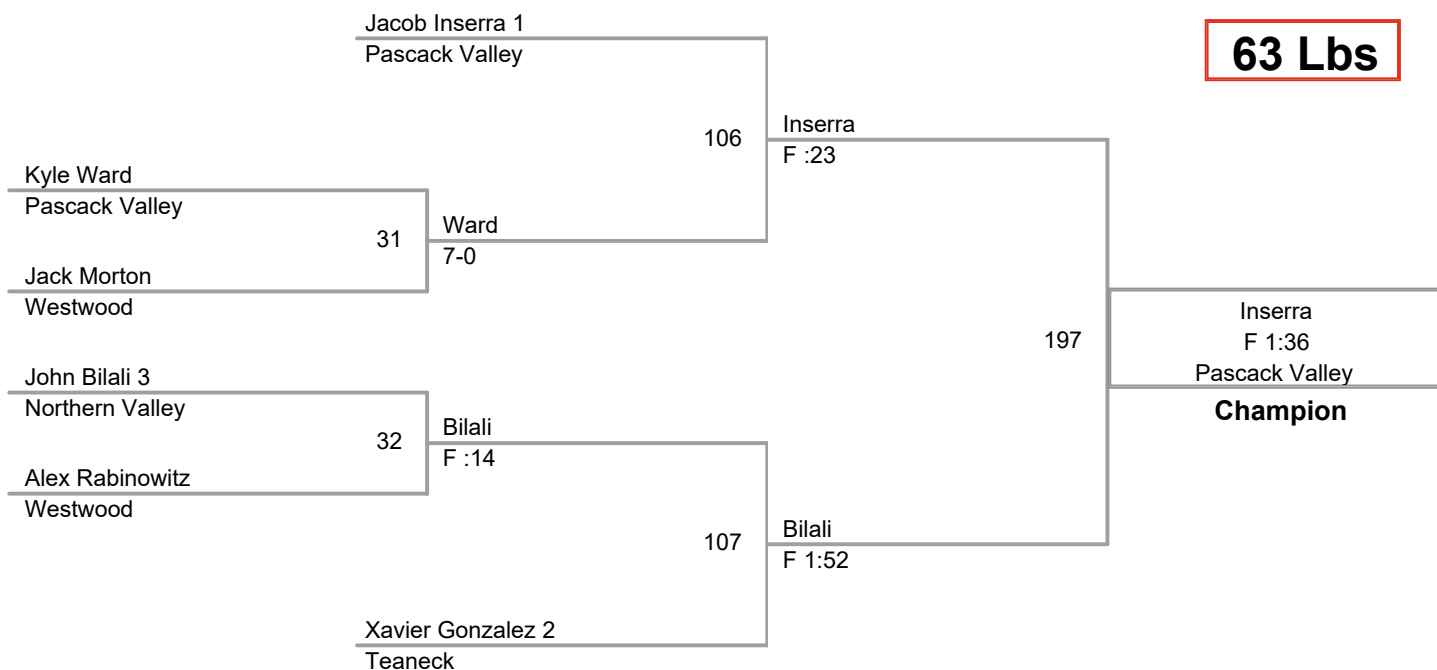 Jacob Inserra 1
Pascack Valley
63 Lbs
106
Inserra
F :23
Kyle Ward
Pascack Valley
31
Ward
7-0
Jack Morton
Westwood
197
Inserra
F 1:36
Pascack Valley
Champion
John Bilali 3
Northern Valley
32
Bilali
F :14
Alex Rabinowitz
Westwood
107
Bilali
F 1:52
Xavier Gonzalez 2
Teaneck